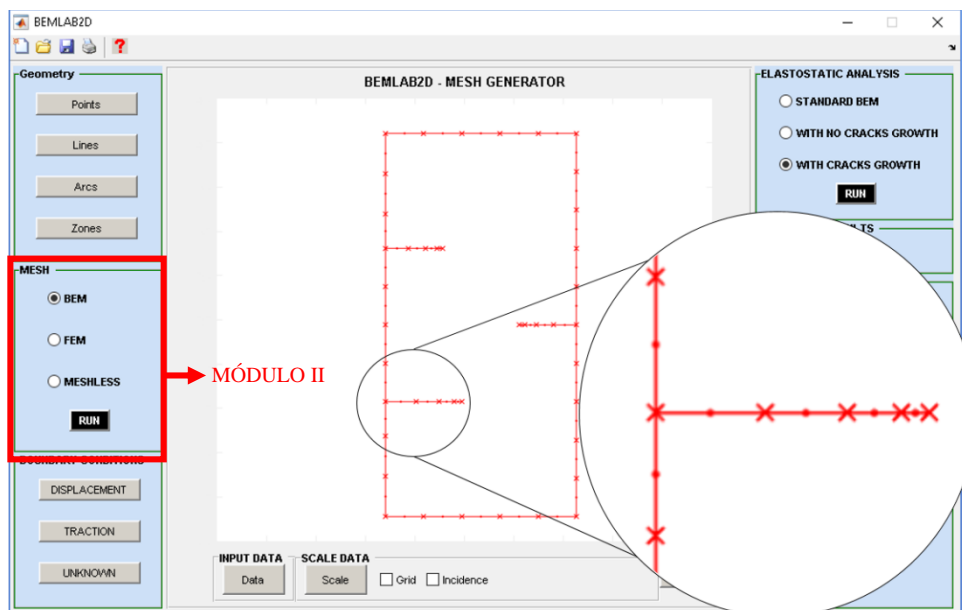 BEMLAB2D
Geometry
Points
Lines
Arcs
Zones
MESH
BEM
FEM
MESHLESS
RUN
MÓDULO II
DISPLACEMENT
TRACTION
UNKNOWN
BEMLAB2D - MESH GENERATOR
INPUT DATA
Data
SCALE DATA
Scale
Grid
Incidence
ELASTOSTATIC ANALYSIS
STANDARD BEM
WITH NO CRACKS GROWTH
WITH CRACKS GROWTH
RUN